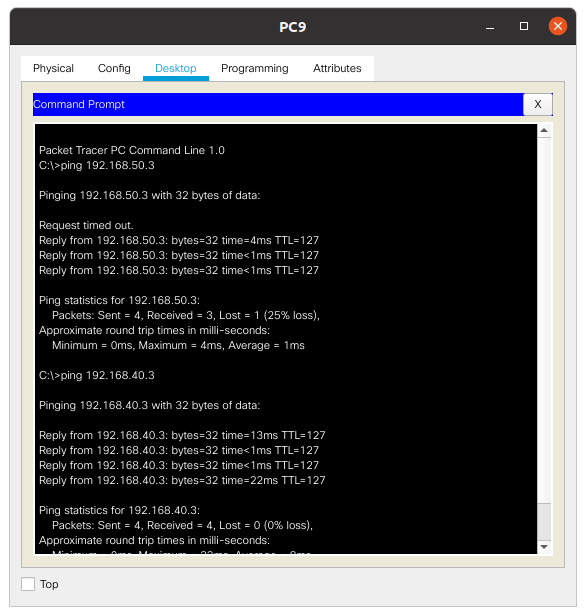 PC9
Physical Config Desktop Programming Attributes
Command Prompt X
Packet Tracer PC Command Line 1.0
C:\>ping 192.168.50.3
Pinging 192.168.50.3 with 32 bytes of data:
Request timed out.
Reply from 192.168.50.3: bytes=32 time=4ms TTL=127
Reply from 192.168.50.3: bytes=32 time<1ms TTL=127
Reply from 192.168.50.3: bytes=32 time<1ms TTL=127
Ping statistics for 192.168.50.3:
Packets: Sent = 4, Received = 3, Lost = 1 (25% loss),
Approximate round trip times in milli-seconds:
Minimum = 0ms, Maximum = 4ms, Average = 1ms
C:\>ping 192.168.40.3
Pinging 192.168.40.3 with 32 bytes of data:
Reply from 192.168.40.3: bytes=32 time=13ms TTL=127
Reply from 192.168.40.3: bytes=32 time<1ms TTL=127
Reply from 192.168.40.3: bytes=32 time<1ms TTL=127
Reply from 192.168.40.3: bytes=32 time=22ms TTL=127
Ping statistics for 192.168.40.3:
Packets: Sent = 4, Received = 4, Lost = 0 (0% loss),
Approximate round trip times in milli-seconds:
Minimum = 0ms, Maximum = 22ms, Average = 8ms
Top